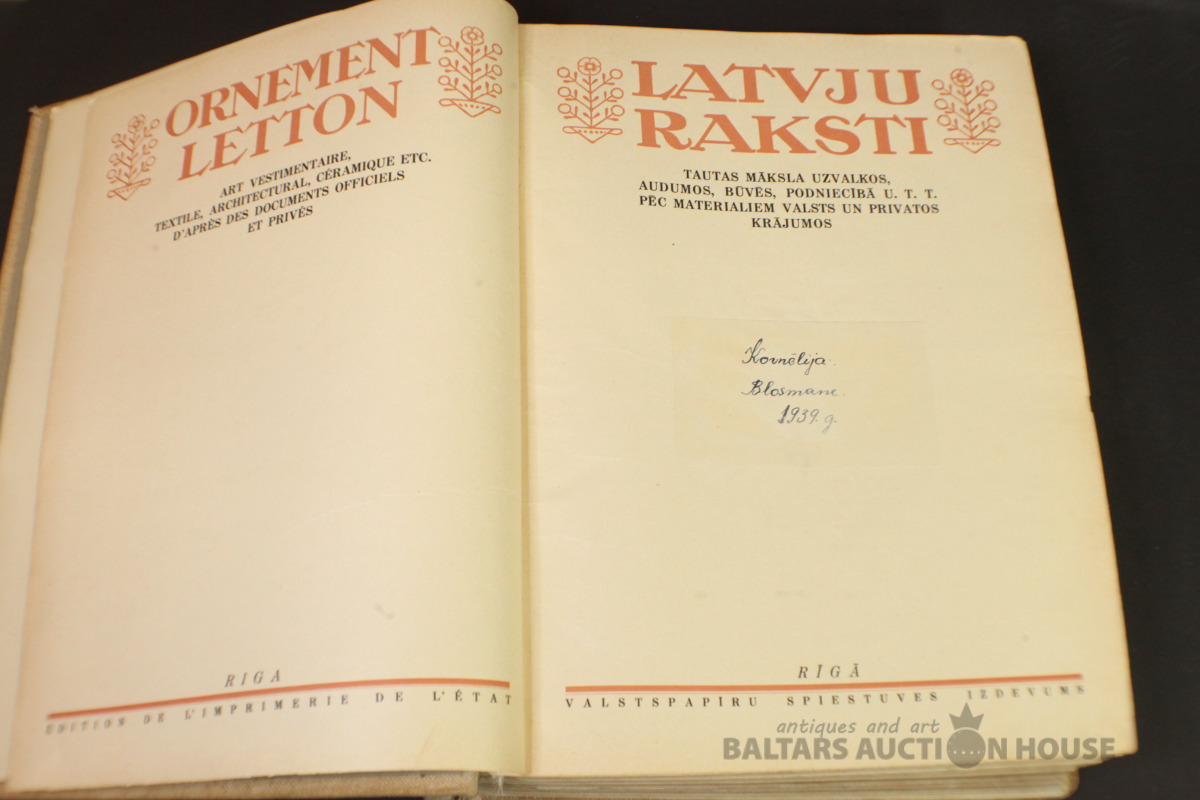 ORNEMENT
LETTON
ART VESTIMENTAIRE,
TEXTILE, ARCHITECTURAL, CÉRAMIQUE ETC.
D'APRÈS DES DOCUMENTS OFFICIELS
ET PRIVÉS
RIGA
EDITION DE L'IMPRIMERIE DE L'ÉTAT
LATVJU
RAKSTI
TAUTAS MĀKSLA UZVALKOS,
AUDUMOS, BŪVĒS, PODNIECĪBĀ U. T. T.
PĒC MATERIALIEM VALSTS UN PRIVATOS
KRĀJUMOS
Kornēlija
Blosmane.
1939. g.
RĪGĀ
VALSTSPAPĪRU SPIESTUVES IZDEVUMS
antiques and art
BALTARS AUCTION HOUSE